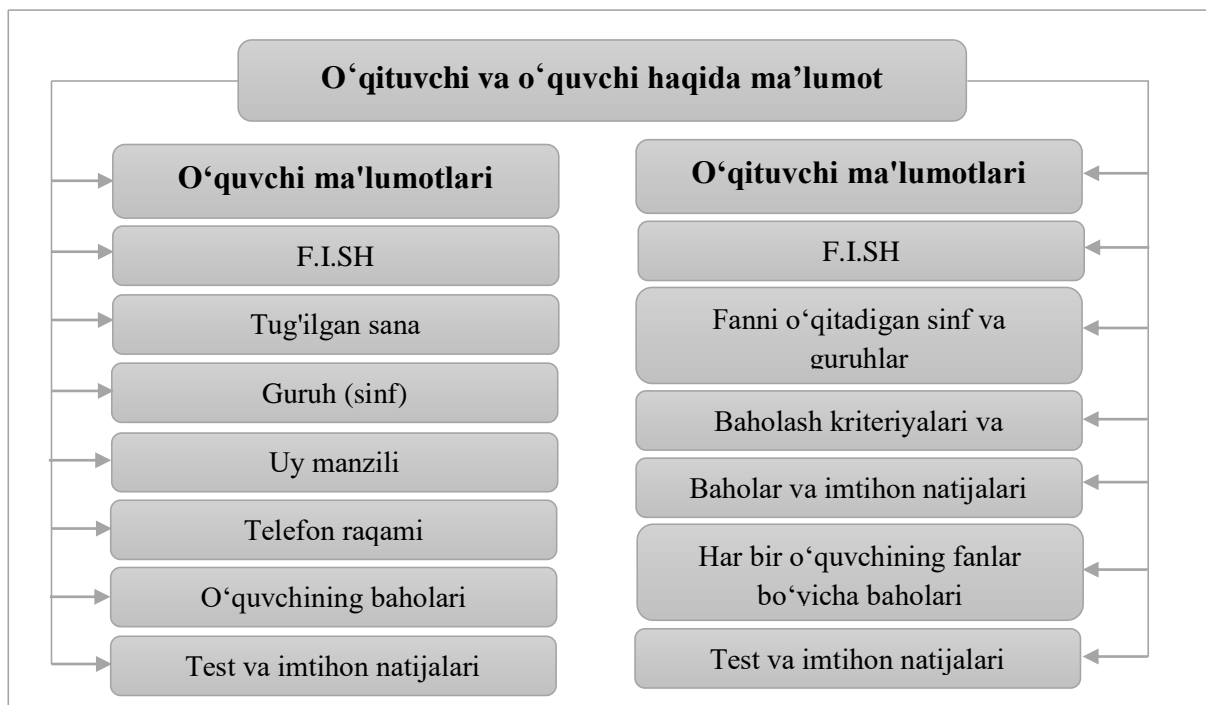 O‘qituvchi va o‘quvchi haqida ma’lumot
O‘quvchi ma'lumotlari
F.I.SH
Tug'ilgan sana
Guruh (sinf)
Uy manzili
Telefon raqami
O‘quvchining baholari
Test va imtihon natijalari
O‘qituvchi ma'lumotlari
F.I.SH
Fanni o‘qitadigan sinf va
guruhlar
Baholash kriteriyalari va
Baholar va imtihon natijalari
Har bir o‘quvchining fanlar
bo‘yicha baholari
Test va imtihon natijalari